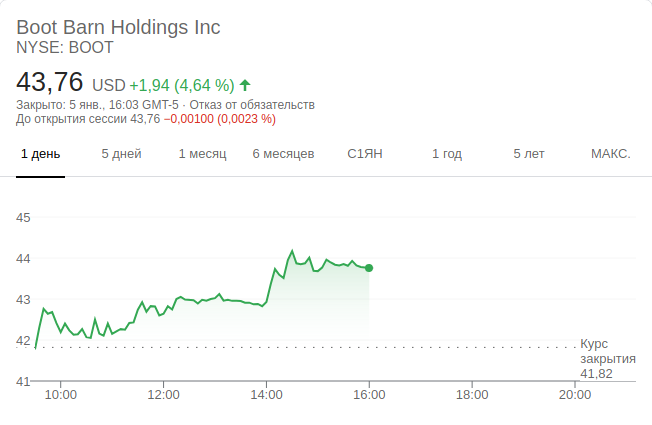 Boot Barn Holdings Inc
NYSE: BOOT
43,76 USD +1,94 (4,64 %)
Закрыто: 5 янв., 16:03 GMT-5 · Отказ от обязательств
До открытия сессии 43,76 −0,00100 (0,0023 %)
1 день 5 дней 1 месяц 6 месяцев С1ЯН 1 год 5 лет МАКС.
45
44
43
42
41
Курс
закрытия
41,82
10:00 12:00 14:00 16:00 18:00 20:00